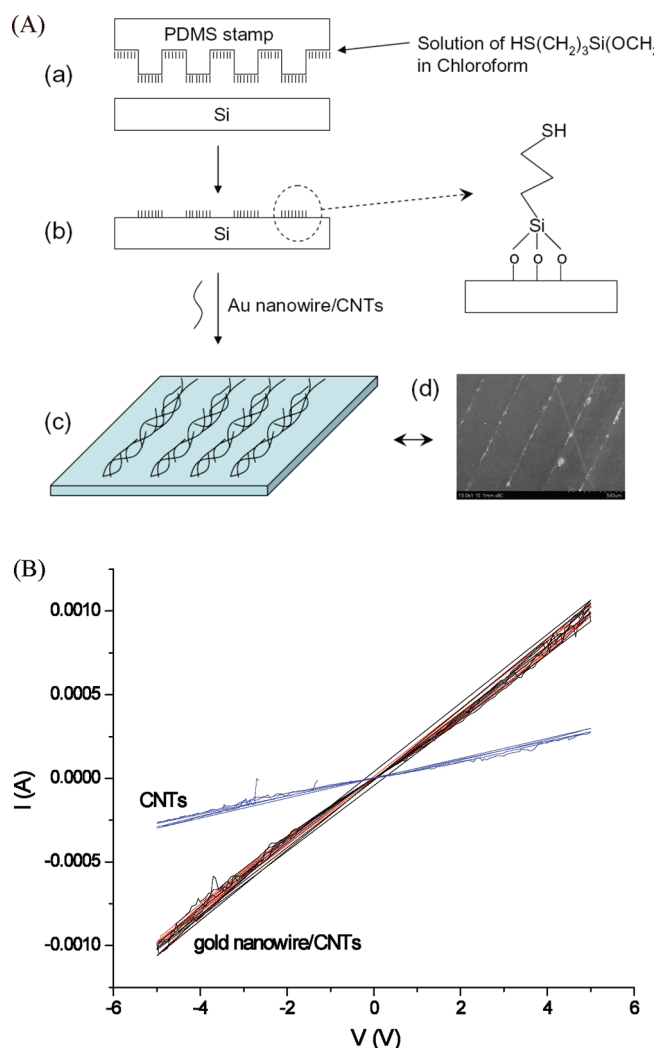 (A)
PDMS stamp
Solution of HS(CH₂)₃Si(OCH
in Chloroform
(a)
Si
SH
(b)
Si
Si
O O O
Au nanowire/CNTs
(c)
(d)
(B)
0.0010
0.0005
0.0000
-0.0005
-0.0010
I (A)
CNTs
gold nanowire/CNTs
-6 -4 -2 0 2 4 6
V (V)